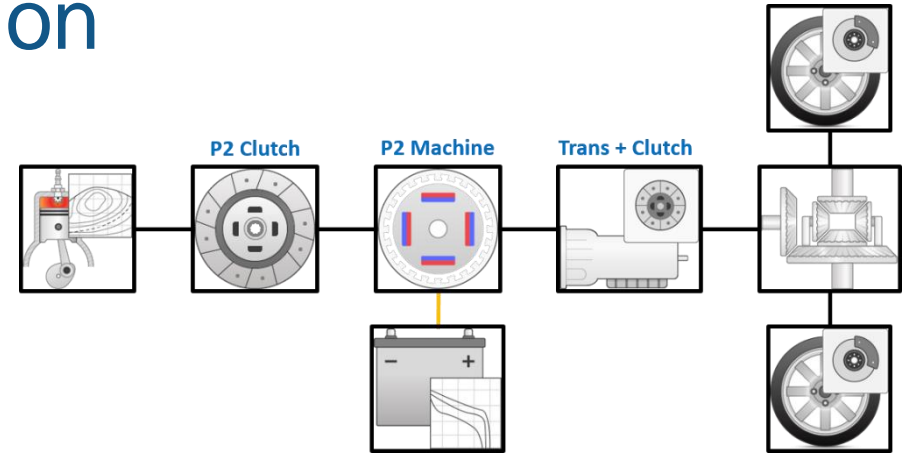 on
P2 Clutch
P2 Machine
Trans + Clutch
− +